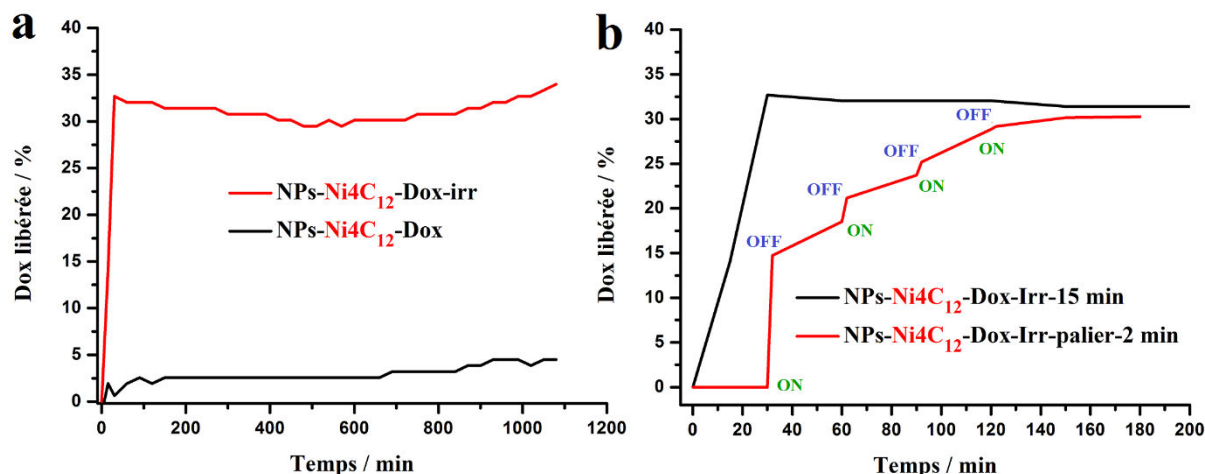 a
Dox libérée / %
40
35
30
25
20
15
10
5
0
NPs-Ni4C12-Dox-irr
NPs-Ni4C12-Dox
0 200 400 600 800 1000 1200
Temps / min
b
Dox libérée / %
40
35
30
25
20
15
10
5
0
OFF
OFF
OFF
OFF
ON
ON
ON
ON
NPs-Ni4C12-Dox-Irr-15 min
NPs-Ni4C12-Dox-Irr-palier-2 min
0 20 40 60 80 100 120 140 160 180 200
Temps / min